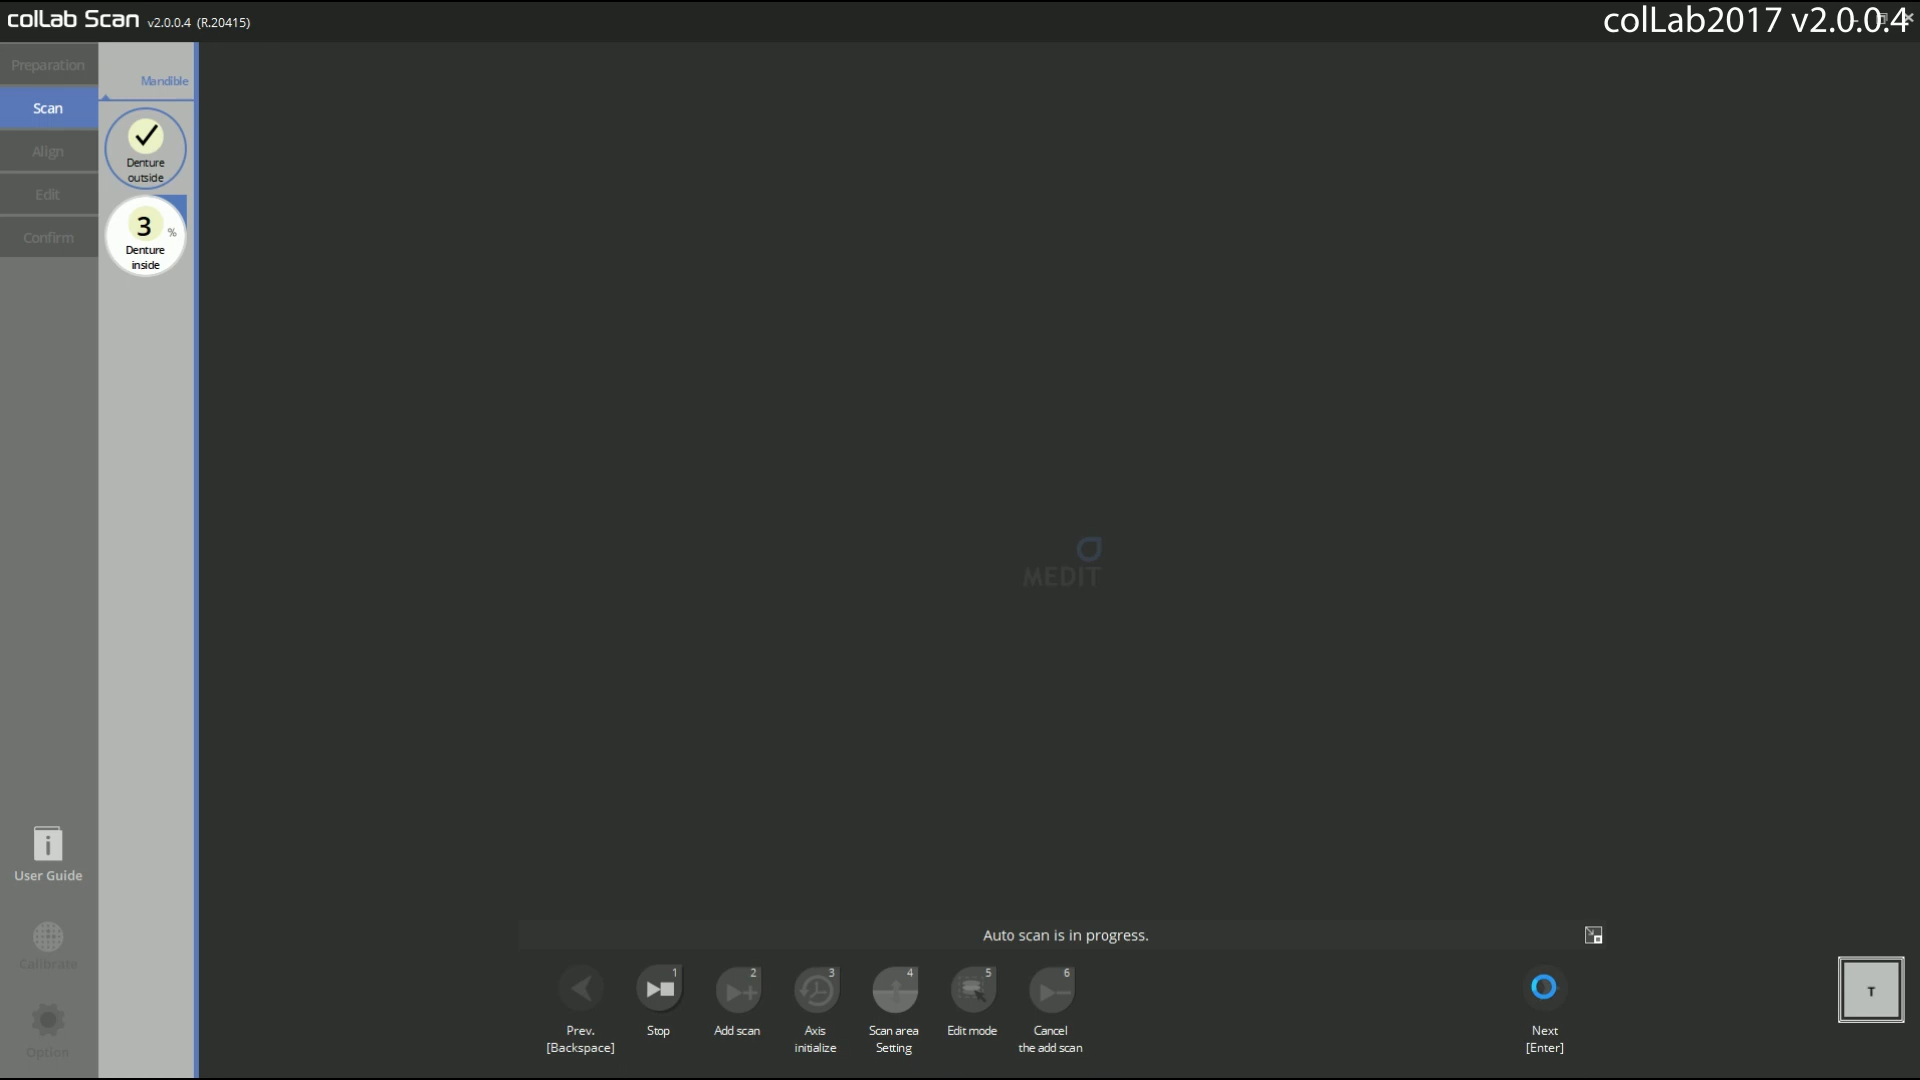 colLab Scan v2.0.0.4 (R.20415)
colLab2017 v2.0.0.4
Preparation
Scan
Align
Edit
Confirm
Mandible
Denture
outside
3 %
Denture
inside
MEDIT
i
User Guide
Calibrate
Option
Auto scan is in progress.
1 2 3 4 5 6
Prev.
[Backspace]
Stop
Add scan
Axis
initialize
Scan area
Setting
Edit mode
Cancel
the add scan
Next
[Enter]
T